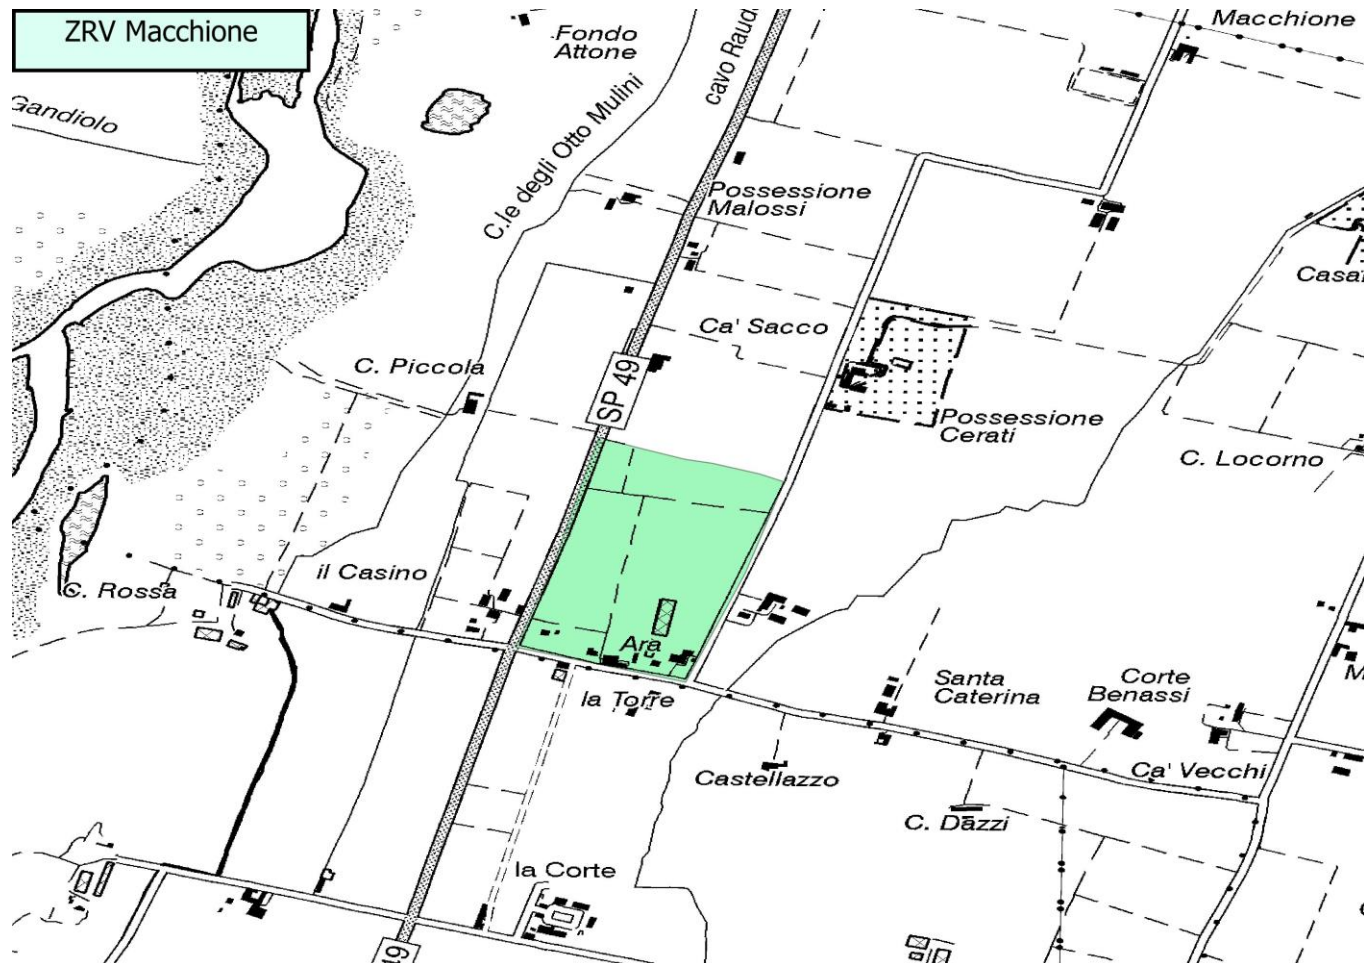 ZRV Macchione
Fondo
Attone
cavo Raud
Macchione
Gandiolo
C.le degli Otto Mulini
Possessione
Malossi
Casa
Ca' Sacco
C. Piccola
SP 49
Possessione
Cerati
C. Locorno
il Casino
C. Rossa
Ara
la Torre
Santa
Caterina
Corte
Benassi
M
Castellazzo
Ca' Vecchi
C. Dazzi
la Corte
49